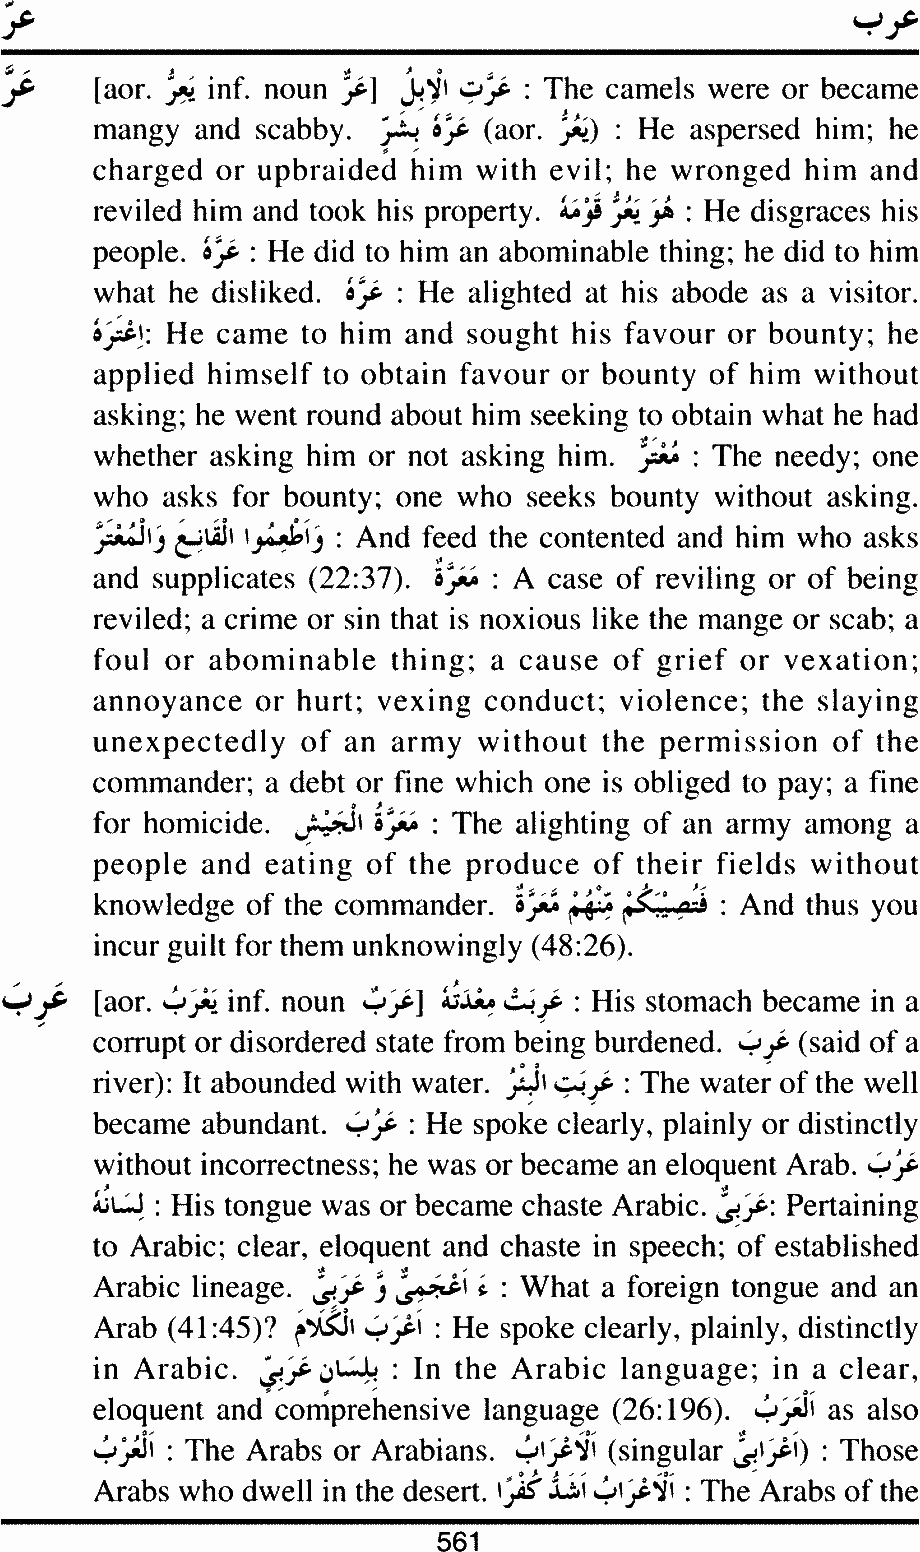 عرّ عرب
عَرَّ [aor. يَعِرُّ inf. noun عَرٌّ] عَرَّتِ الْاِبِلُ : The camels were or became
mangy and scabby. عَرَّهُ بِشَرٍّ (aor. يَعُرُّ) : He aspersed him; he
charged or upbraided him with evil; he wronged him and
reviled him and took his property. هُوَ يَعُرُّ قَوْمَهُ : He disgraces his
people. عَرَّهُ : He did to him an abominable thing; he did to him
what he disliked. عَرَّهُ : He alighted at his abode as a visitor.
اِعْتَرَّهُ: He came to him and sought his favour or bounty; he
applied himself to obtain favour or bounty of him without
asking; he went round about him seeking to obtain what he had
whether asking him or not asking him. مُعْتَرٌّ : The needy; one
who asks for bounty; one who seeks bounty without asking.
وَاَطْعِمُوا الْقَانِعَ وَالْمُعْتَرَّ : And feed the contented and him who asks
and supplicates (22:37). مَعَرَّةٌ : A case of reviling or of being
reviled; a crime or sin that is noxious like the mange or scab; a
foul or abominable thing; a cause of grief or vexation;
annoyance or hurt; vexing conduct; violence; the slaying
unexpectedly of an army without the permission of the
commander; a debt or fine which one is obliged to pay; a fine
for homicide. مَعَرَّةُ الْجَيْشِ : The alighting of an army among a
people and eating of the produce of their fields without
knowledge of the commander. فَتُصِيْبَكُمْ مِّنْهُمْ مَّعَرَّةٌ : And thus you
incur guilt for them unknowingly (48:26).
عَرِبَ [aor. يَعْرَبُ inf. noun عَرَبٌ] عَرِبَتْ مِعْدَتُهُ : His stomach became in a
corrupt or disordered state from being burdened. عَرِبَ (said of a
river): It abounded with water. عَرِبَتِ الْبِئْرُ : The water of the well
became abundant. عَرُبَ : He spoke clearly, plainly or distinctly
without incorrectness; he was or became an eloquent Arab. عَرُبَ
لِسَانُهُ : His tongue was or became chaste Arabic. عَرَبِىٌّ: Pertaining
to Arabic; clear, eloquent and chaste in speech; of established
Arabic lineage. ءَ اَعْجَمِىٌّ وَّ عَرَبِىٌّ : What a foreign tongue and an
Arab (41:45)? اَعْرَبَ الْكَلَامَ : He spoke clearly, plainly, distinctly
in Arabic. بِلِسَانٍ عَرَبِىٍّ : In the Arabic language; in a clear,
eloquent and comprehensive language (26:196). اَلْعَرَبُ as also
اَلْعُرْبُ : The Arabs or Arabians. اَلْاَعْرَابُ (singular اَعْرَابِىٌّ) : Those
Arabs who dwell in the desert. اَلْاَعْرَابُ اَشَدُّ كُفْرًا : The Arabs of the
561